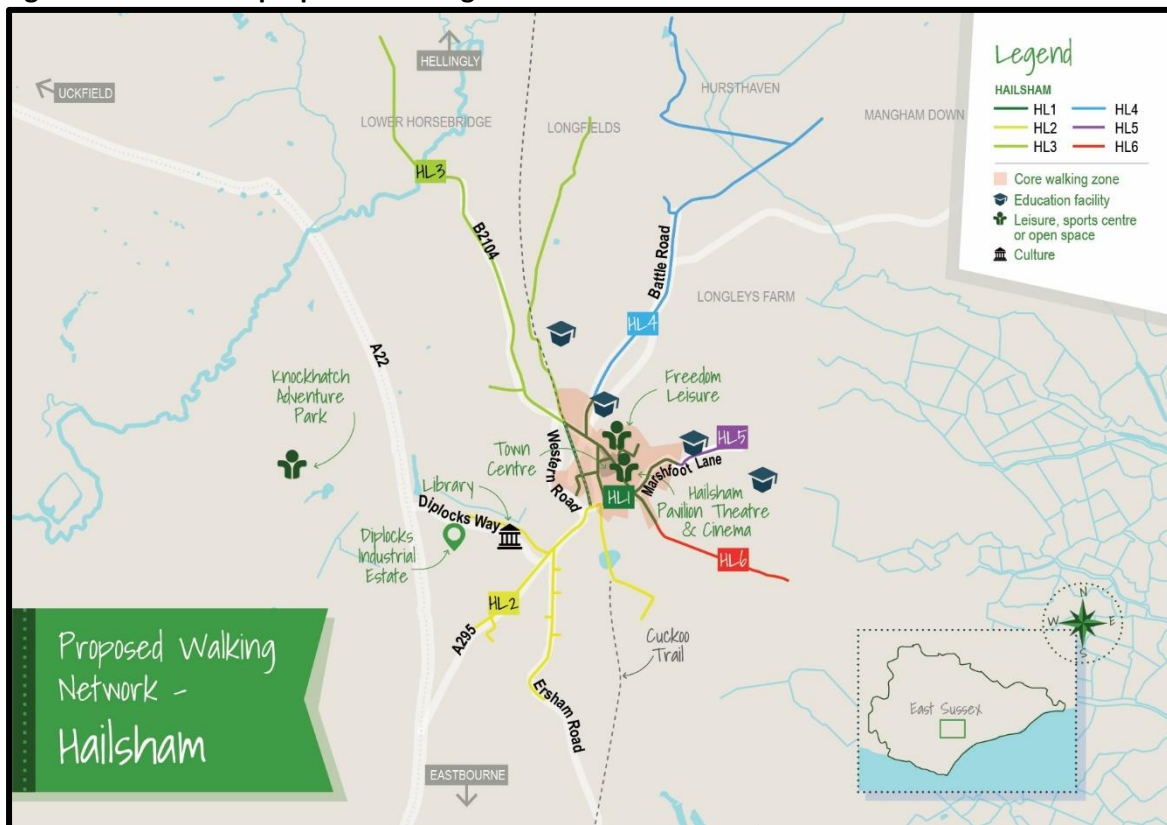 UCKFIELD
HELLINGLY
LOWER HORSEBRIDGE
LONGFIELDS
HURSTHAVEN
MANGHAM DOWN
Legend
HAILSHAM
HL1
HL4
HL2
HL5
HL3
HL6
Core walking zone
Education facility
Leisure, sports centre
or open space
Culture
HL3
B2104
Battle Road
LONGLEYS FARM
HL4
A22
Knockhatch
Adventure
Park
Freedom
Leisure
Town
Centre
Western Road
HL5
Marshfoot Lane
HL1
Hailsham
Pavilion Theatre
& Cinema
Library
Diplocks Way
Diplocks
Industrial
Estate
HL6
HL2
A295
Ersham Road
Cuckoo
Trail
Proposed Walking
Network -
Hailsham
EASTBOURNE
N
W
E
S
East Sussex